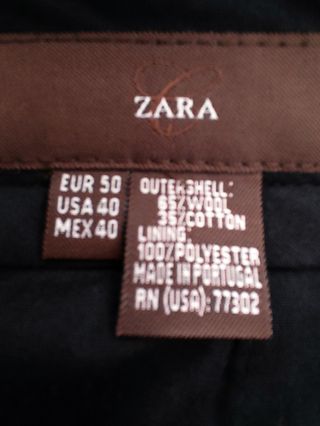 ZARA
EUR 50
USA 40
MEX 40
OUTERSHELL:
65%WOOL
35%COTTON
LINING:
100%POLYESTER
MADE IN PORTUGAL
RN (USA): 77302